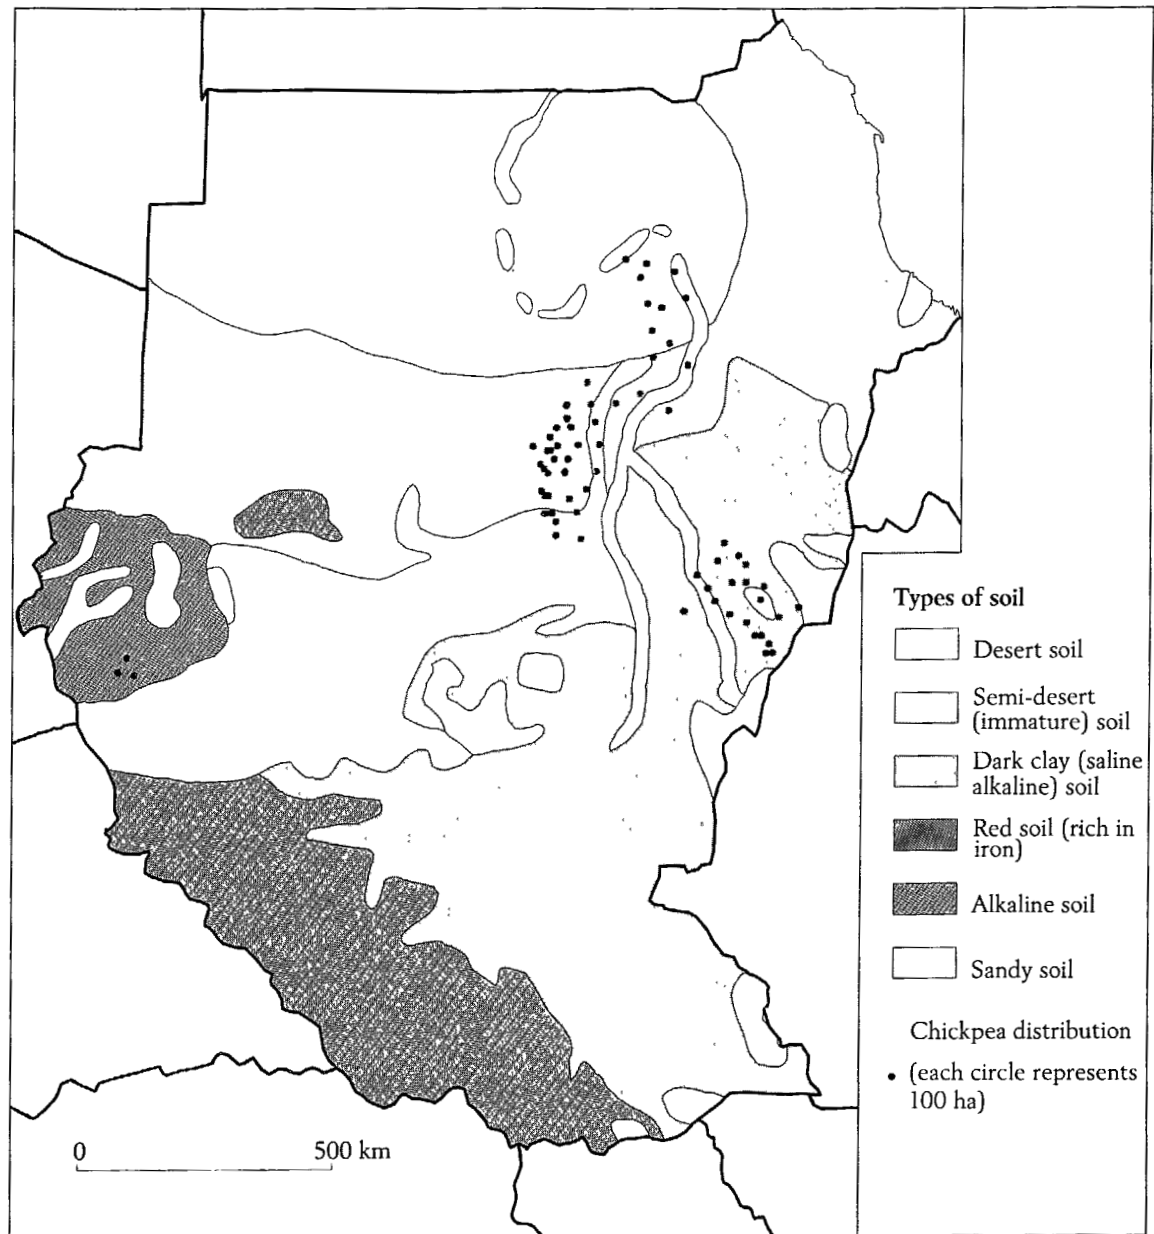 Types of soil
Desert soil
Semi-desert
(immature) soil
Dark clay (saline
alkaline) soil
Red soil (rich in
iron)
Alkaline soil
Sandy soil
Chickpea distribution
(each circle represents
100 ha)
0 500 km